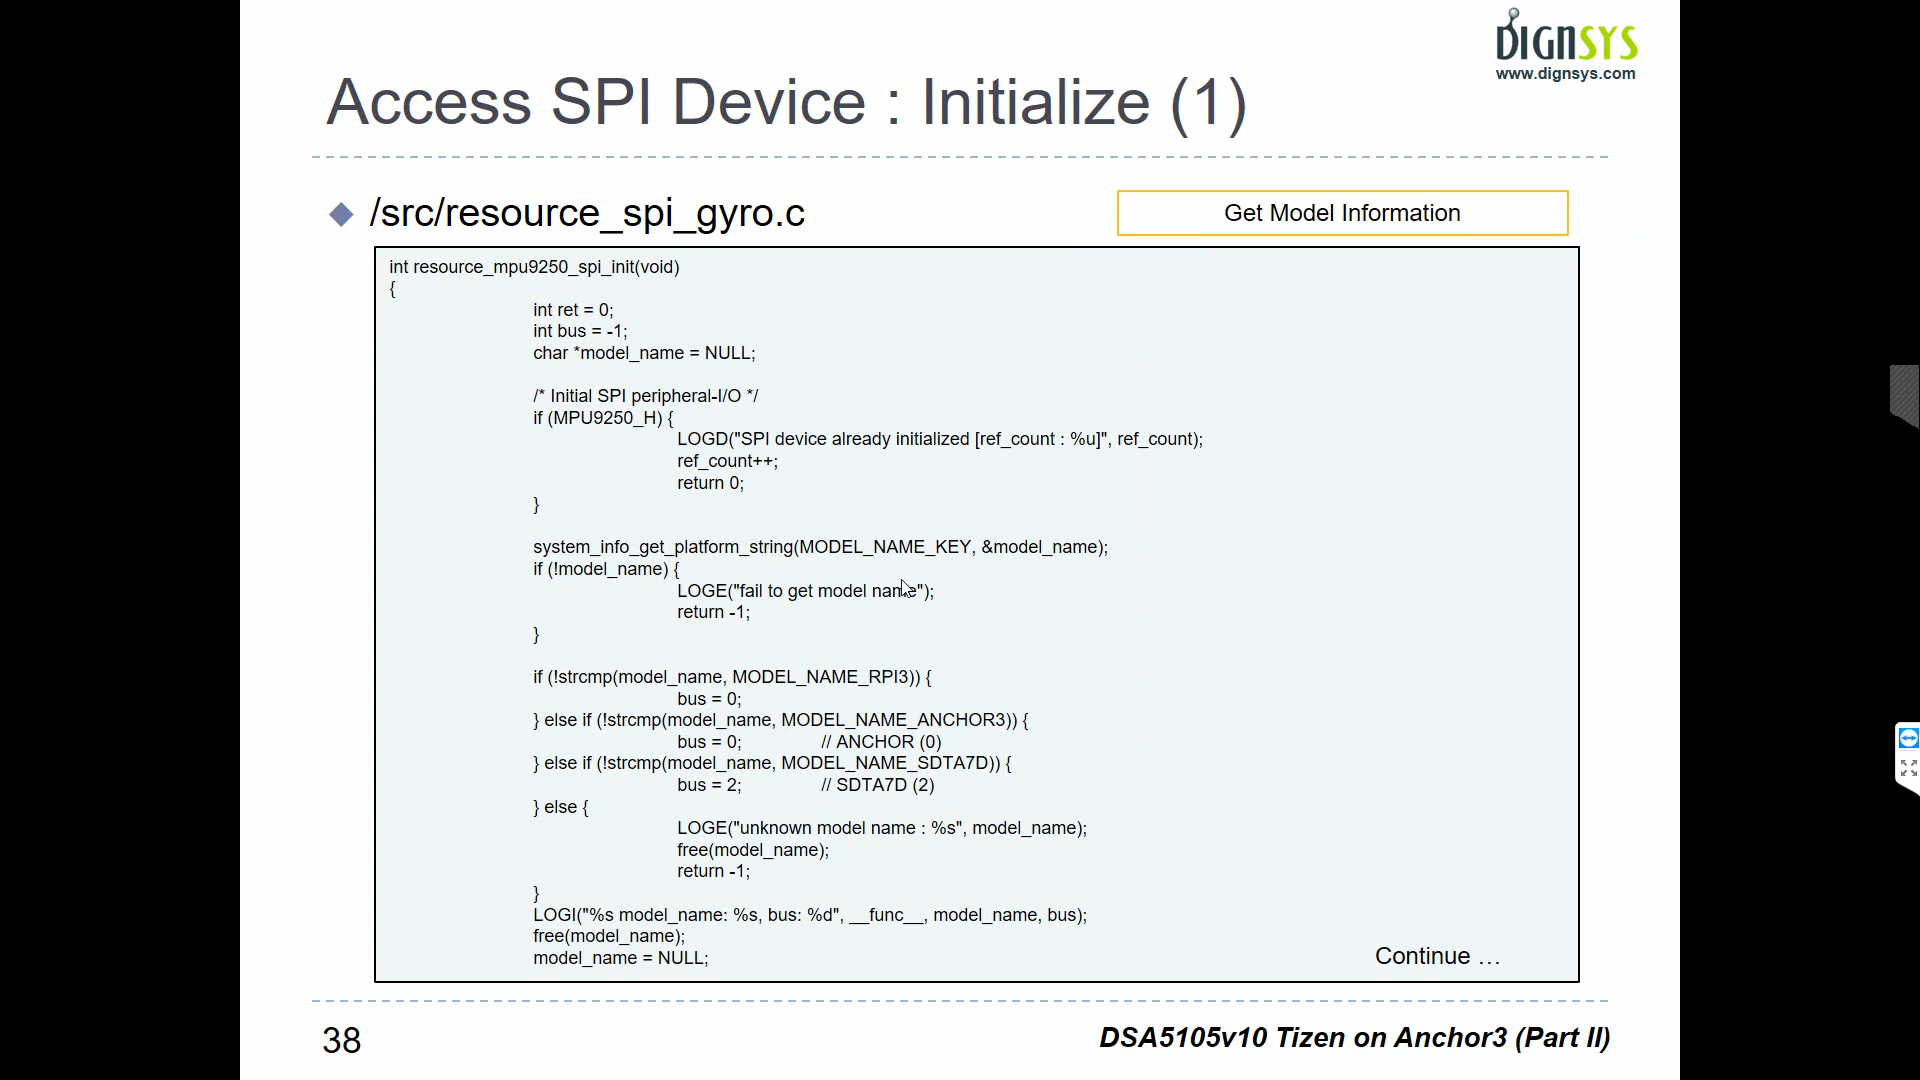 DIGNSYS
www.dignsys.com
Access SPI Device : Initialize (1)
/src/resource_spi_gyro.c
Get Model Information
int resource_mpu9250_spi_init(void)
{
int ret = 0;
int bus = -1;
char *model_name = NULL;
/* Initial SPI peripheral-I/O */
if (MPU9250_H) {
LOGD("SPI device already initialized [ref_count : %u]", ref_count);
ref_count++;
return 0;
}
system_info_get_platform_string(MODEL_NAME_KEY, &model_name);
if (!model_name) {
LOGE("fail to get model name");
return -1;
}
if (!strcmp(model_name, MODEL_NAME_RPI3)) {
bus = 0;
} else if (!strcmp(model_name, MODEL_NAME_ANCHOR3)) {
bus = 0; // ANCHOR (0)
} else if (!strcmp(model_name, MODEL_NAME_SDTA7D)) {
bus = 2; // SDTA7D (2)
} else {
LOGE("unknown model name : %s", model_name);
free(model_name);
return -1;
}
LOGI("%s model_name: %s, bus: %d", __func__, model_name, bus);
free(model_name);
model_name = NULL;
Continue …
38
DSA5105v10 Tizen on Anchor3 (Part II)